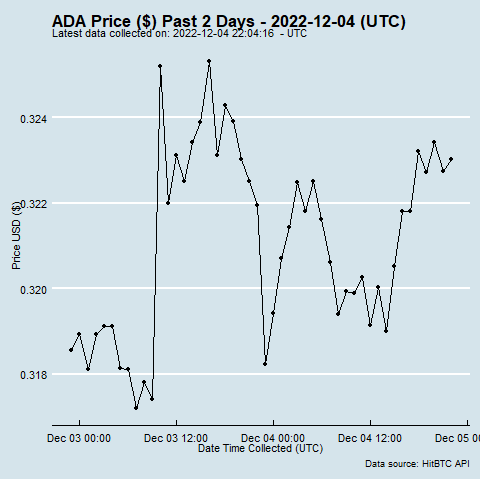 ADA Price ($) Past 2 Days - 2022-12-04 (UTC)
Latest data collected on: 2022-12-04 22:04:16  - UTC
0.324
0.322
0.320
0.318
Price USD ($)
Dec 03 00:00 Dec 03 12:00 Dec 04 00:00 Dec 04 12:00 Dec 05 0
Date Time Collected (UTC)
Data source: HitBTC API